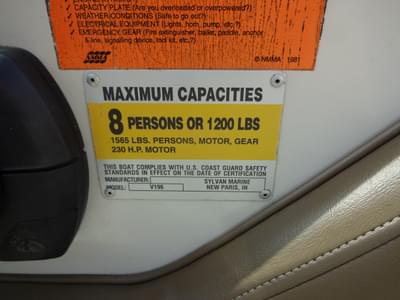 ✓ CAPACITY PLATE (Are you overloaded or overpowered?)
✓ WEATHER CONDITIONS (Safe to go out?)
✓ ELECTRICAL EQUIPMENT (Lights, horn, pump, etc.?)
✓ EMERGENCY GEAR (Fire extinguisher, bailer, paddle, anchor
& line, signalling device, tool kit, etc.?)
NMMA © NMMA 1981
MAXIMUM CAPACITIES
8 PERSONS OR 1200 LBS
1565 LBS. PERSONS, MOTOR, GEAR
230 H.P. MOTOR
THIS BOAT COMPLIES WITH U.S. COAST GUARD SAFETY
STANDARDS IN EFFECT ON THE DATE OF CERTIFICATION
MANUFACTURER: SYLVAN MARINE
MODEL: V196 NEW PARIS, IN